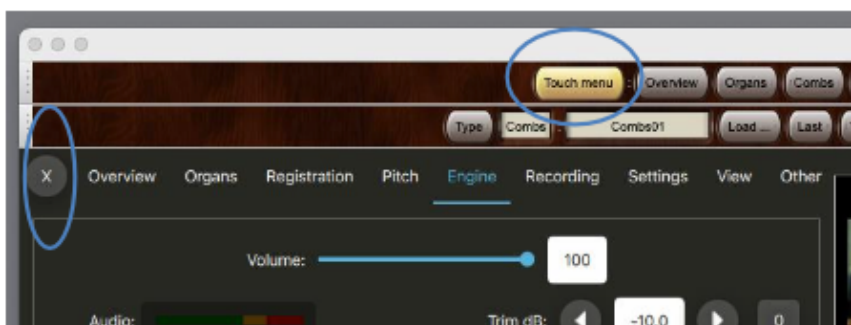 Touch menu Overview Organs Combs
Type Combs Combs01 Load ... Last
X Overview Organs Registration Pitch Engine Recording Settings View Other
Volume: 100
Audio: Trim dB: -10.0 0